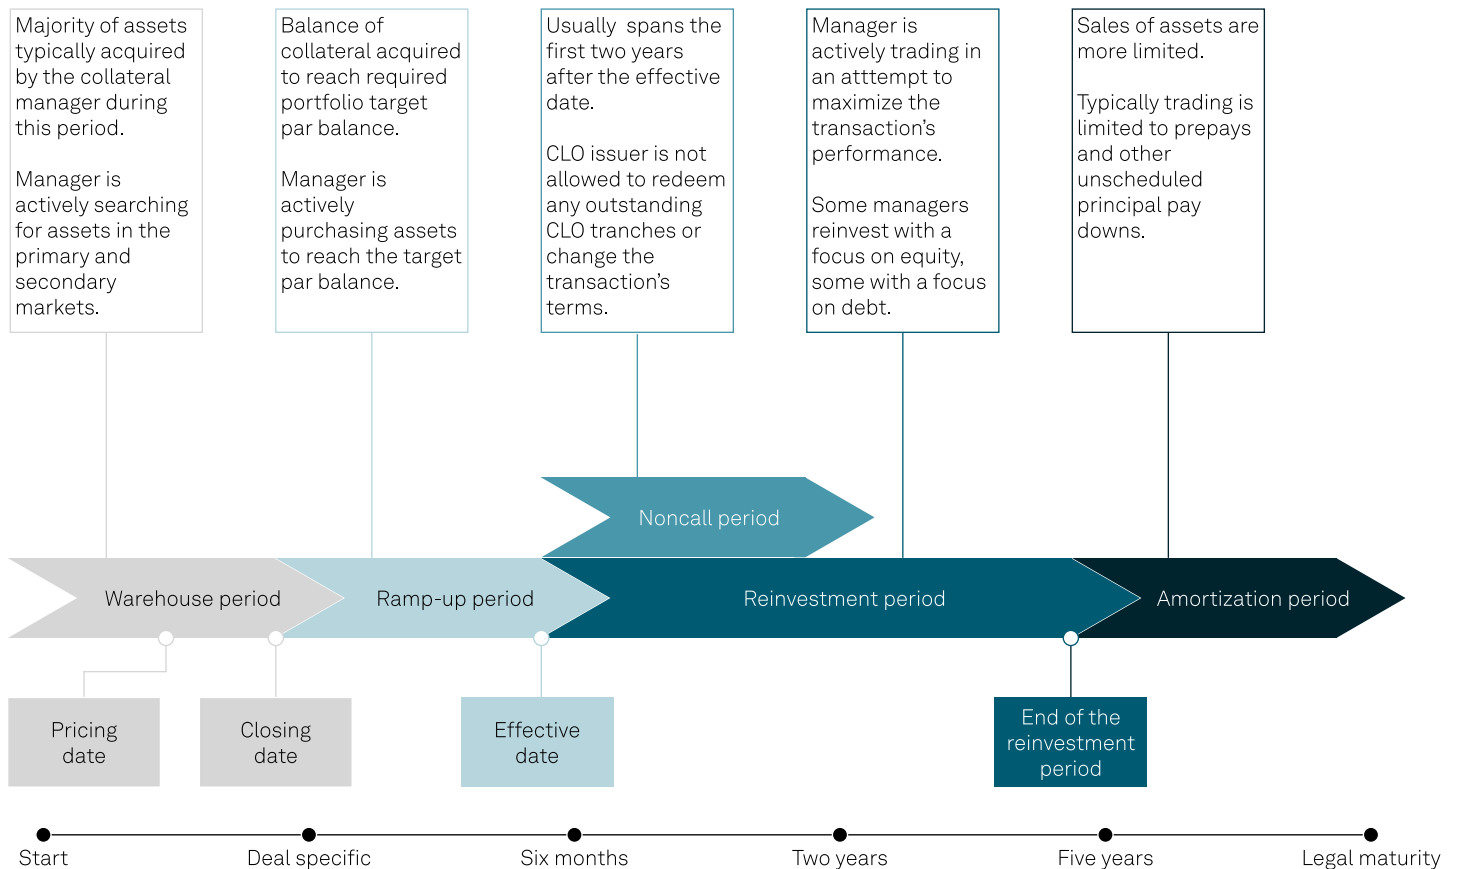 Majority of assets
typically acquired
by the collateral
manager during
this period.
Manager is
actively searching
for assets in the
primary and
secondary
markets.
Balance of
collateral acquired
to reach required
portfolio target
par balance.
Manager is
actively
purchasing assets
to reach the target
par balance.
Usually spans the
first two years
after the effective
date.
CLO issuer is not
allowed to redeem
any outstanding
CLO tranches or
change the
transaction's
terms.
Manager is
actively trading in
an atttempt to
maximize the
transaction's
performance.
Some managers
reinvest with a
focus on equity,
some with a focus
on debt.
Sales of assets are
more limited.
Typically trading is
limited to prepays
and other
unscheduled
principal pay
downs.
Noncall period
Warehouse period
Ramp-up period
Reinvestment period
Amortization period
Pricing
date
Closing
date
Effective
date
End of the
reinvestment
period
Start
Deal specific
Six months
Two years
Five years
Legal maturity